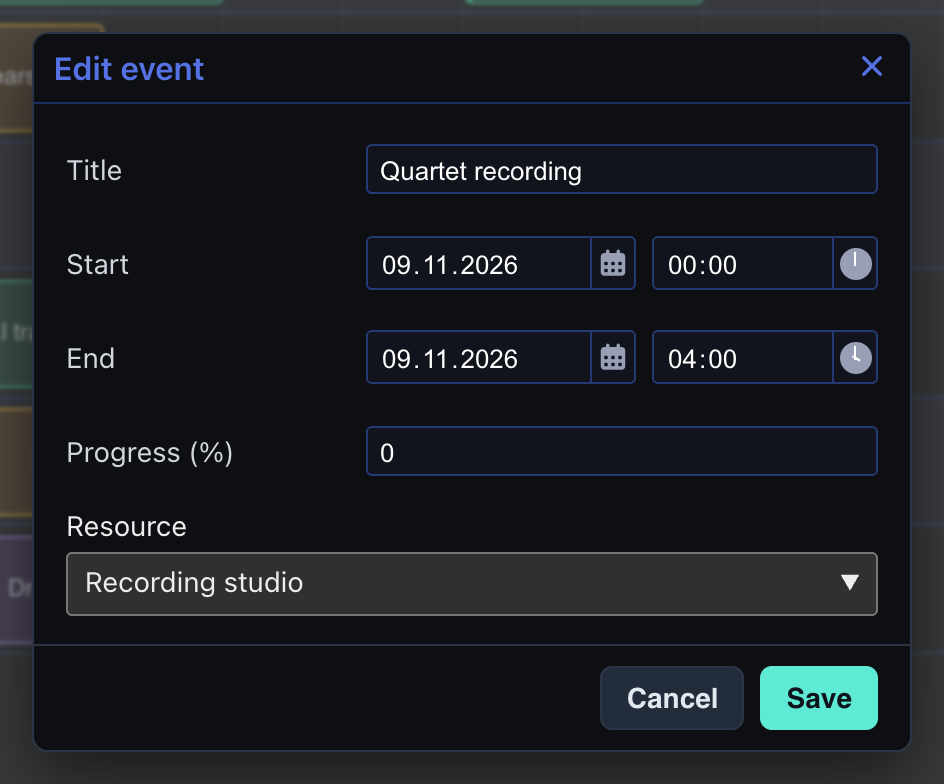 Edit event
Title
Quartet recording
Start
09.11.2026
00:00
End
09.11.2026
04:00
Progress (%)
0
Resource
Recording studio
Cancel
Save